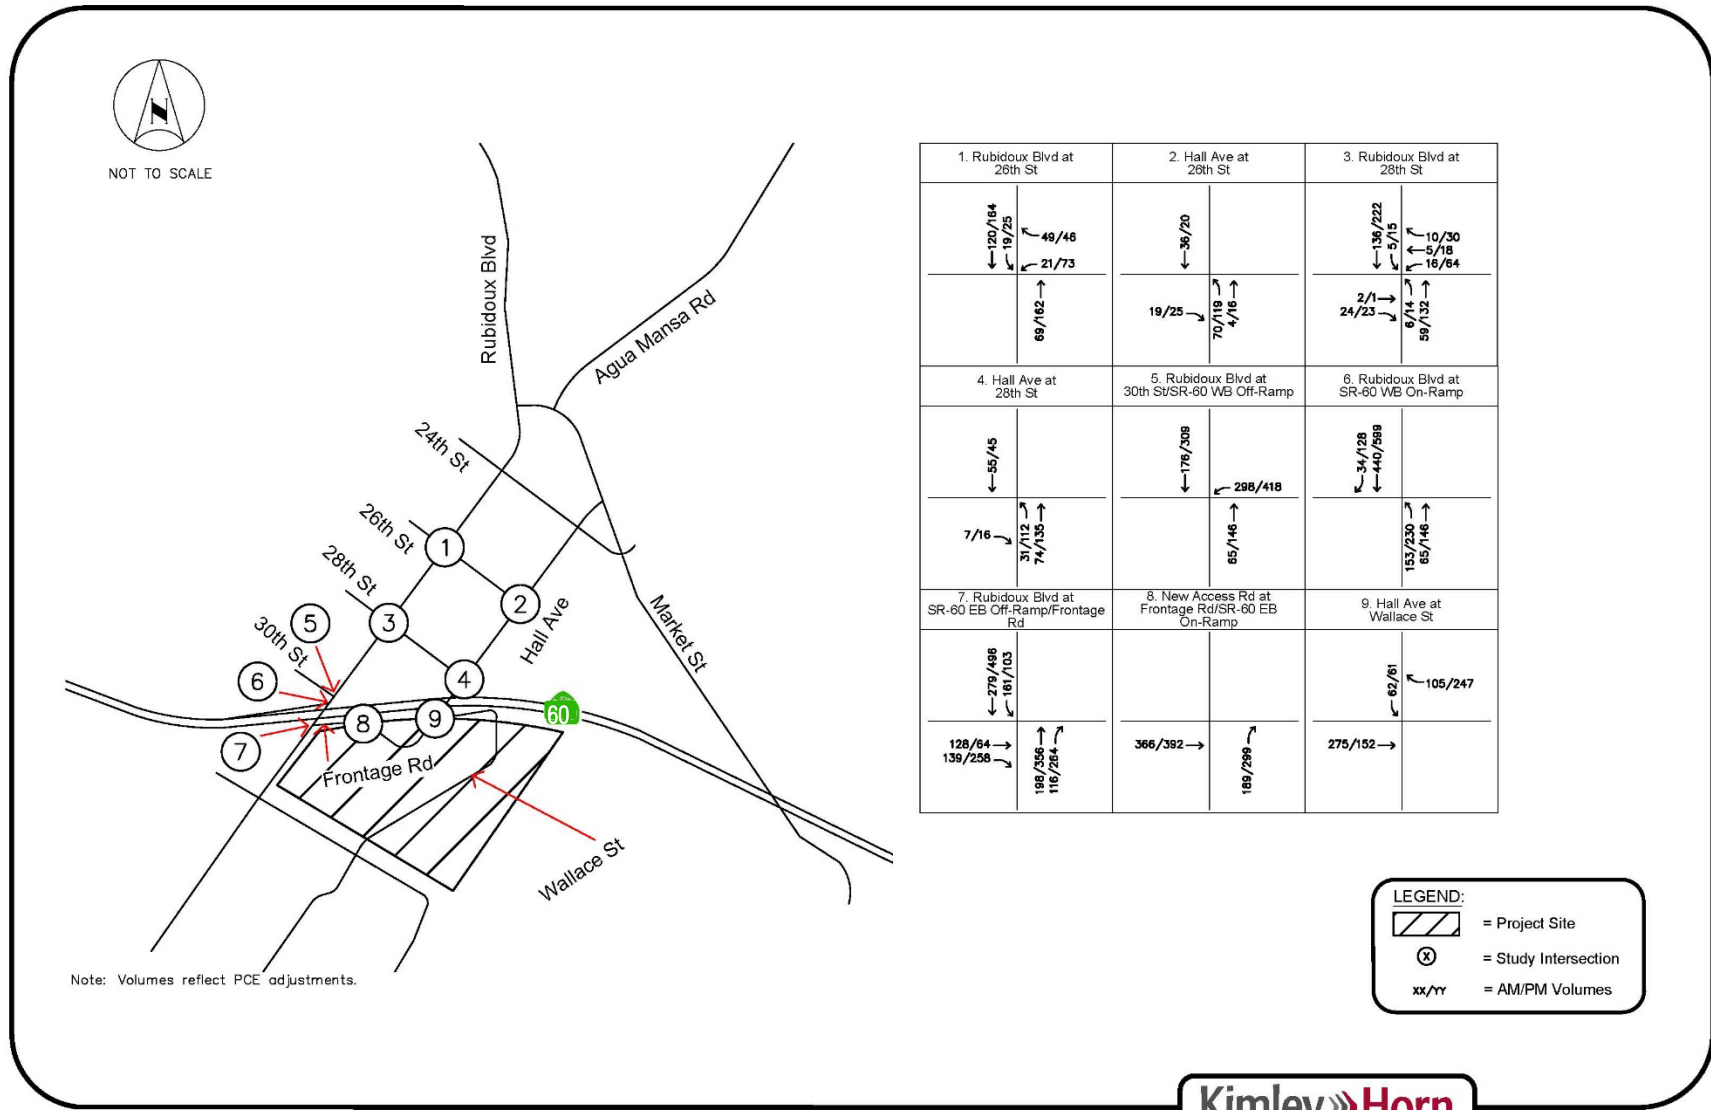 N
NOT TO SCALE
Rubidoux Blvd
Agua Mansa Rd
24th St
26th St
28th St
30th St
Hall Ave
Market St
1
2
3
4
5
6
7
8
9
60
Frontage Rd
Wallace St
Note: Volumes reflect PCE adjustments.
1. Rubidoux Blvd at
26th St
120/164
19/25
49/46
21/73
69/162
2. Hall Ave at
26th St
36/20
19/25
70/119
4/16
3. Rubidoux Blvd at
28th St
136/222
5/15
10/30
5/18
16/64
2/1
24/23
6/14
59/132
4. Hall Ave at
28th St
55/45
7/16
31/112
74/135
5. Rubidoux Blvd at
30th St/SR-60 WB Off-Ramp
176/309
298/418
65/146
6. Rubidoux Blvd at
SR-60 WB On-Ramp
34/128
440/599
153/230
65/146
7. Rubidoux Blvd at
SR-60 EB Off-Ramp/Frontage
Rd
279/496
161/103
128/64
139/258
198/356
116/264
8. New Access Rd at
Frontage Rd/SR-60 EB
On-Ramp
366/392
189/299
9. Hall Ave at
Wallace St
62/61
105/247
275/152
LEGEND:
= Project Site
X = Study Intersection
XX/YY = AM/PM Volumes
Kimley Horn